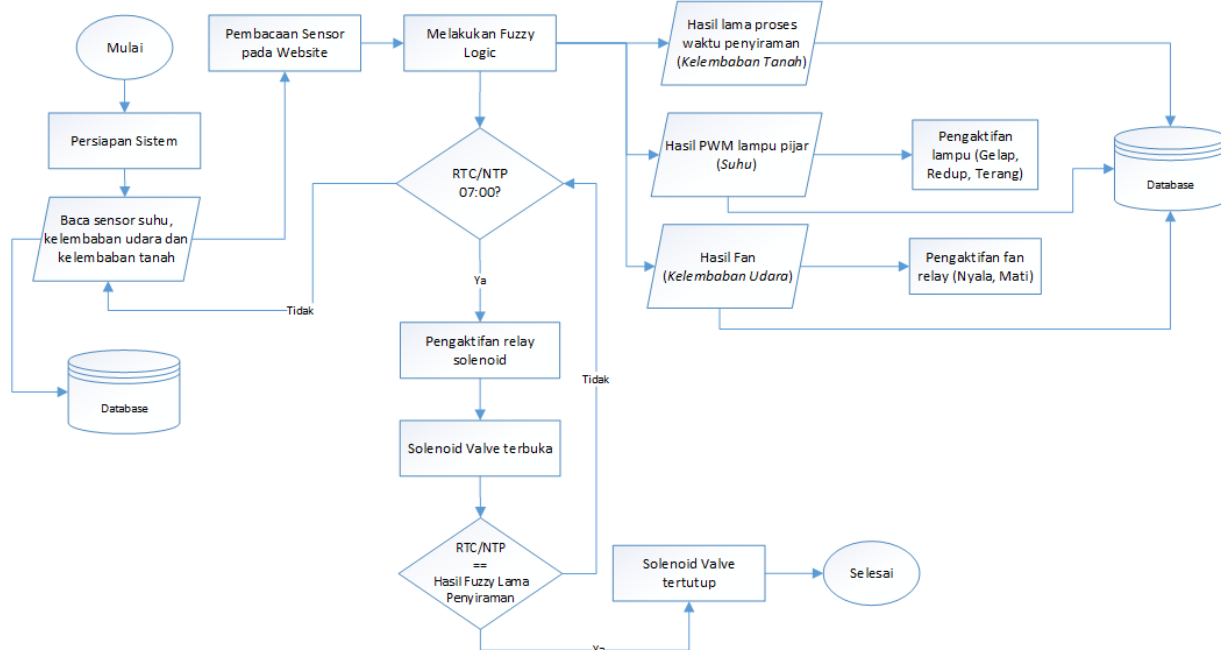 Mulai
Persiapan Sistem
Baca sensor suhu,
kelembaban udara dan
kelembaban tanah
Database
Pembacaan Sensor
pada Website
Melakukan Fuzzy
Logic
RTC/NTP
07:00?
Tidak
Ya
Pengaktifan relay
solenoid
Solenoid Valve terbuka
RTC/NTP
==
Hasil Fuzzy Lama
Penyiraman
Tidak
Ya
Solenoid Valve
tertutup
Selesai
Hasil lama proses
waktu penyiraman
(Kelembaban Tanah)
Hasil PWM lampu pijar
(Suhu)
Pengaktifan
lampu (Gelap,
Redup, Terang)
Hasil Fan
(Kelembaban Udara)
Pengaktifan fan
relay (Nyala, Mati)
Database